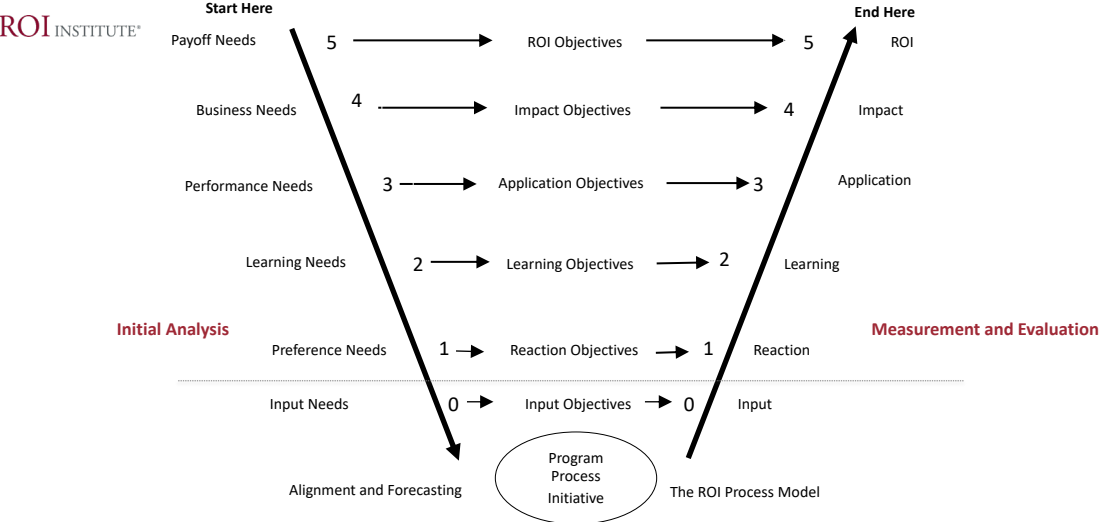 Start Here
End Here
ROI INSTITUTE®
Payoff Needs 5 ROI Objectives 5 ROI
Business Needs 4 Impact Objectives 4 Impact
Performance Needs 3 Application Objectives 3 Application
Learning Needs 2 Learning Objectives 2 Learning
Initial Analysis
Measurement and Evaluation
Preference Needs 1 Reaction Objectives 1 Reaction
Input Needs 0 Input Objectives 0 Input
Program
Process
Initiative
Alignment and Forecasting
The ROI Process Model